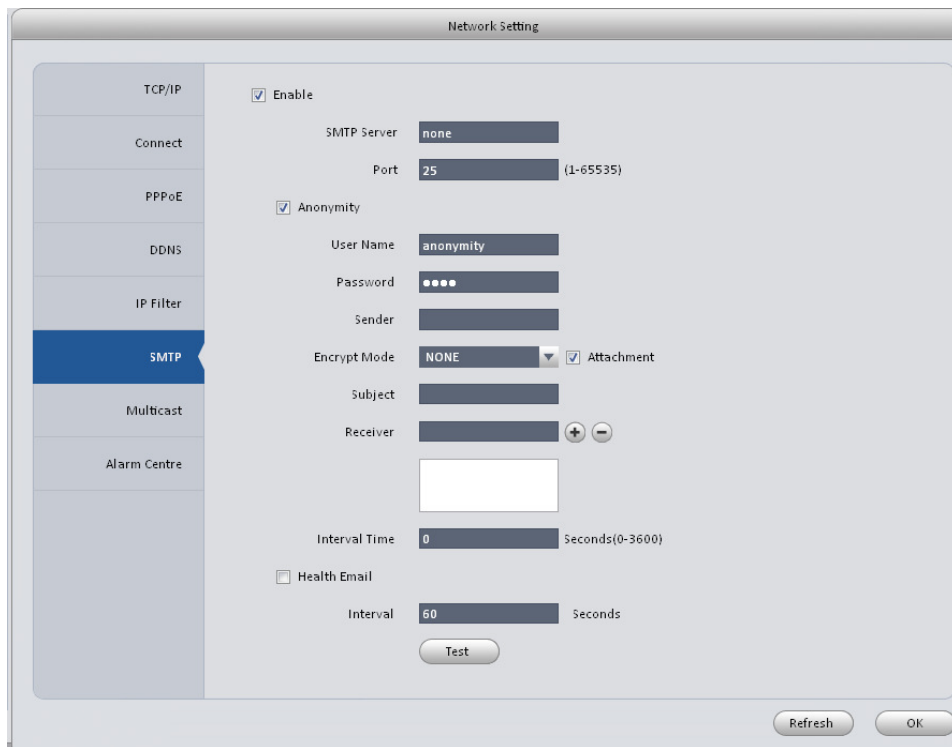 Network Setting
TCP/IP
Connect
PPPoE
DDNS
IP Filter
SMTP
Multicast
Alarm Centre
Enable
SMTP Server none
Port 25 (1-65535)
Anonymity
User Name anonymity
Password ●●●●
Sender
Encrypt Mode NONE Attachment
Subject
Receiver
Interval Time 0 Seconds(0-3600)
Health Email
Interval 60 Seconds
Test
Refresh OK